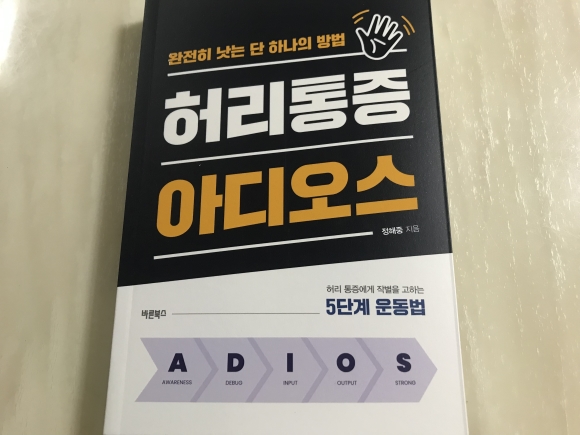 완전히 낫는 단 하나의 방법
허리통증
아디오스
정해중 지음
허리 통증에게 작별을 고하는
5단계 운동법
바른북스
A D I O S
AWARENESS DEBUG INPUT OUTPUT STRONG